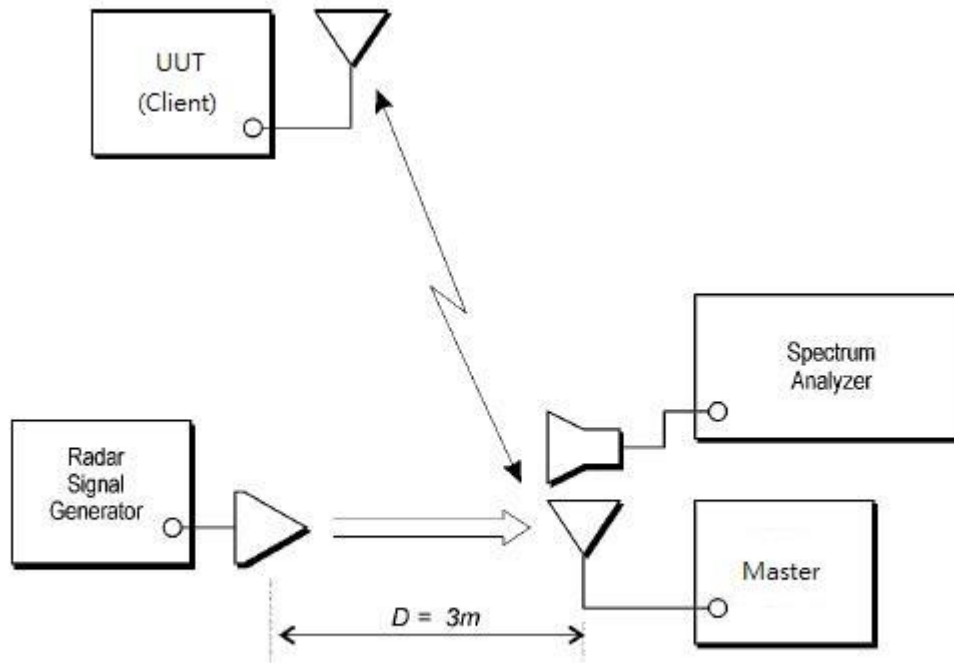 UUT
(Client)
Spectrum
Analyzer
Radar
Signal
Generator
Master
D = 3m